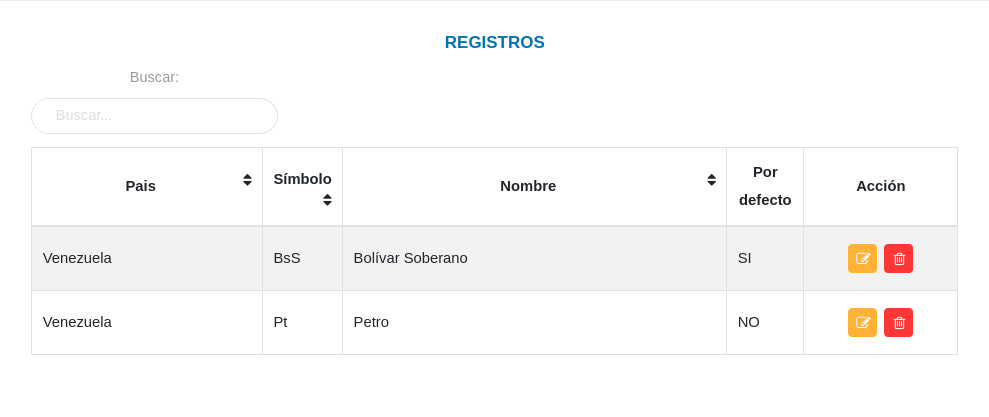 REGISTROS
Buscar:
Buscar...
Pais Símbolo Nombre Por defecto Acción
Venezuela BsS Bolívar Soberano SI
Venezuela Pt Petro NO